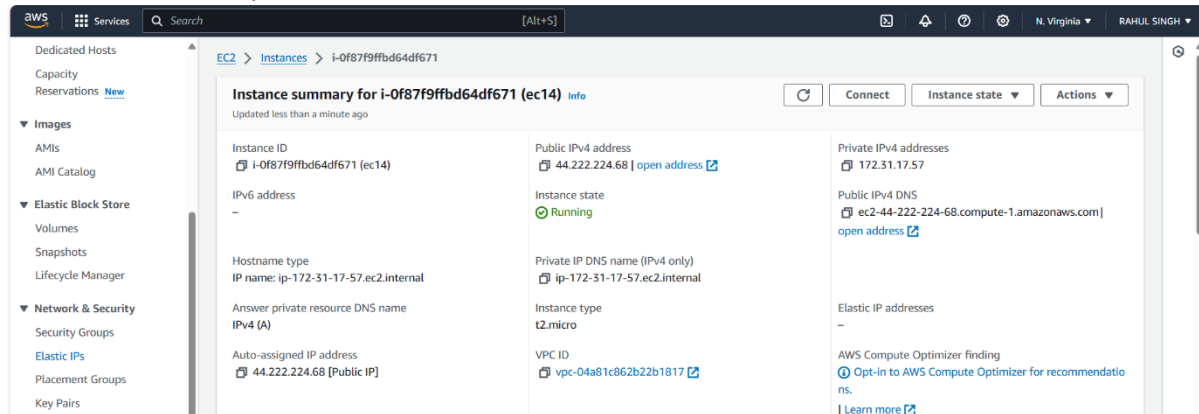 aws Services Search [Alt+S] N. Virginia RAHUL SINGH
Dedicated Hosts
Capacity
Reservations New
Images
AMIs
AMI Catalog
Elastic Block Store
Volumes
Snapshots
Lifecycle Manager
Network & Security
Security Groups
Elastic IPs
Placement Groups
Key Pairs
EC2 > Instances > i-0f87f9ffbd64df671
Instance summary for i-0f87f9ffbd64df671 (ec14) Info
Updated less than a minute ago
Connect Instance state Actions
Instance ID
i-0f87f9ffbd64df671 (ec14)
Public IPv4 address
44.222.224.68 | open address
Private IPv4 addresses
172.31.17.57
IPv6 address
–
Instance state
Running
Public IPv4 DNS
ec2-44-222-224-68.compute-1.amazonaws.com |
open address
Hostname type
IP name: ip-172-31-17-57.ec2.internal
Private IP DNS name (IPv4 only)
ip-172-31-17-57.ec2.internal
Answer private resource DNS name
IPv4 (A)
Instance type
t2.micro
Elastic IP addresses
–
Auto-assigned IP address
44.222.224.68 [Public IP]
VPC ID
vpc-04a81c862b22b1817
AWS Compute Optimizer finding
Opt-in to AWS Compute Optimizer for recommendatio
ns.
| Learn more